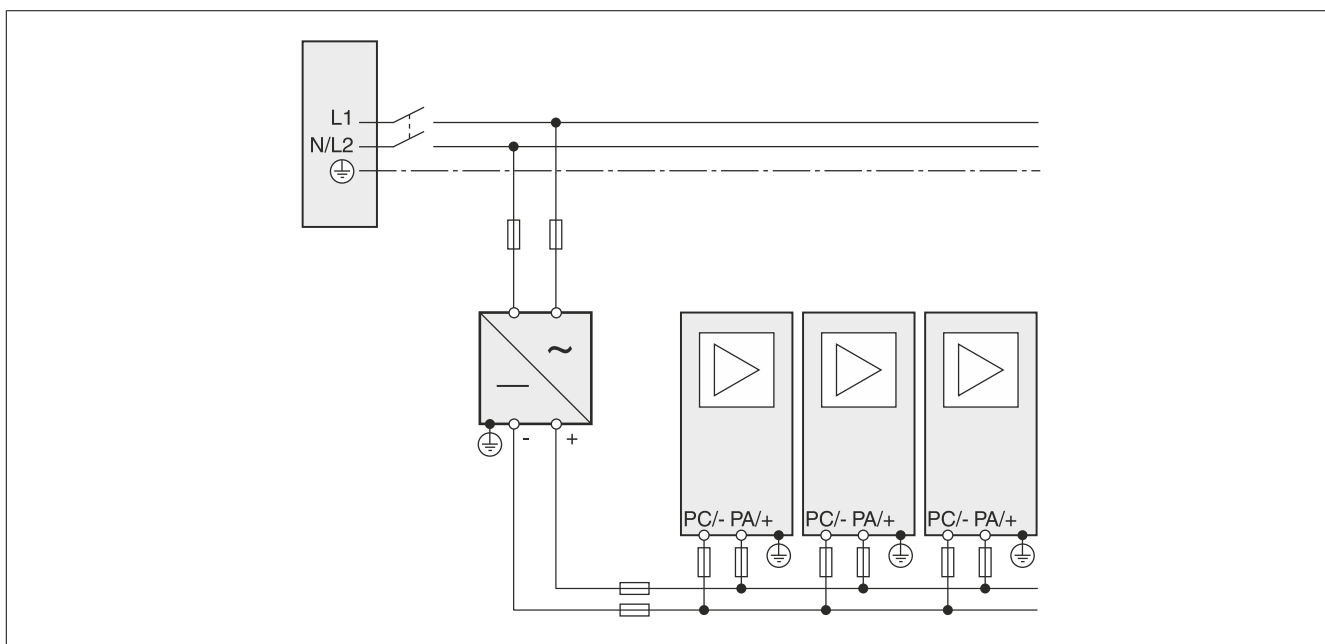 L1
N/L2
~
—
- +
PC/- PA/+ PC/- PA/+ PC/- PA/+